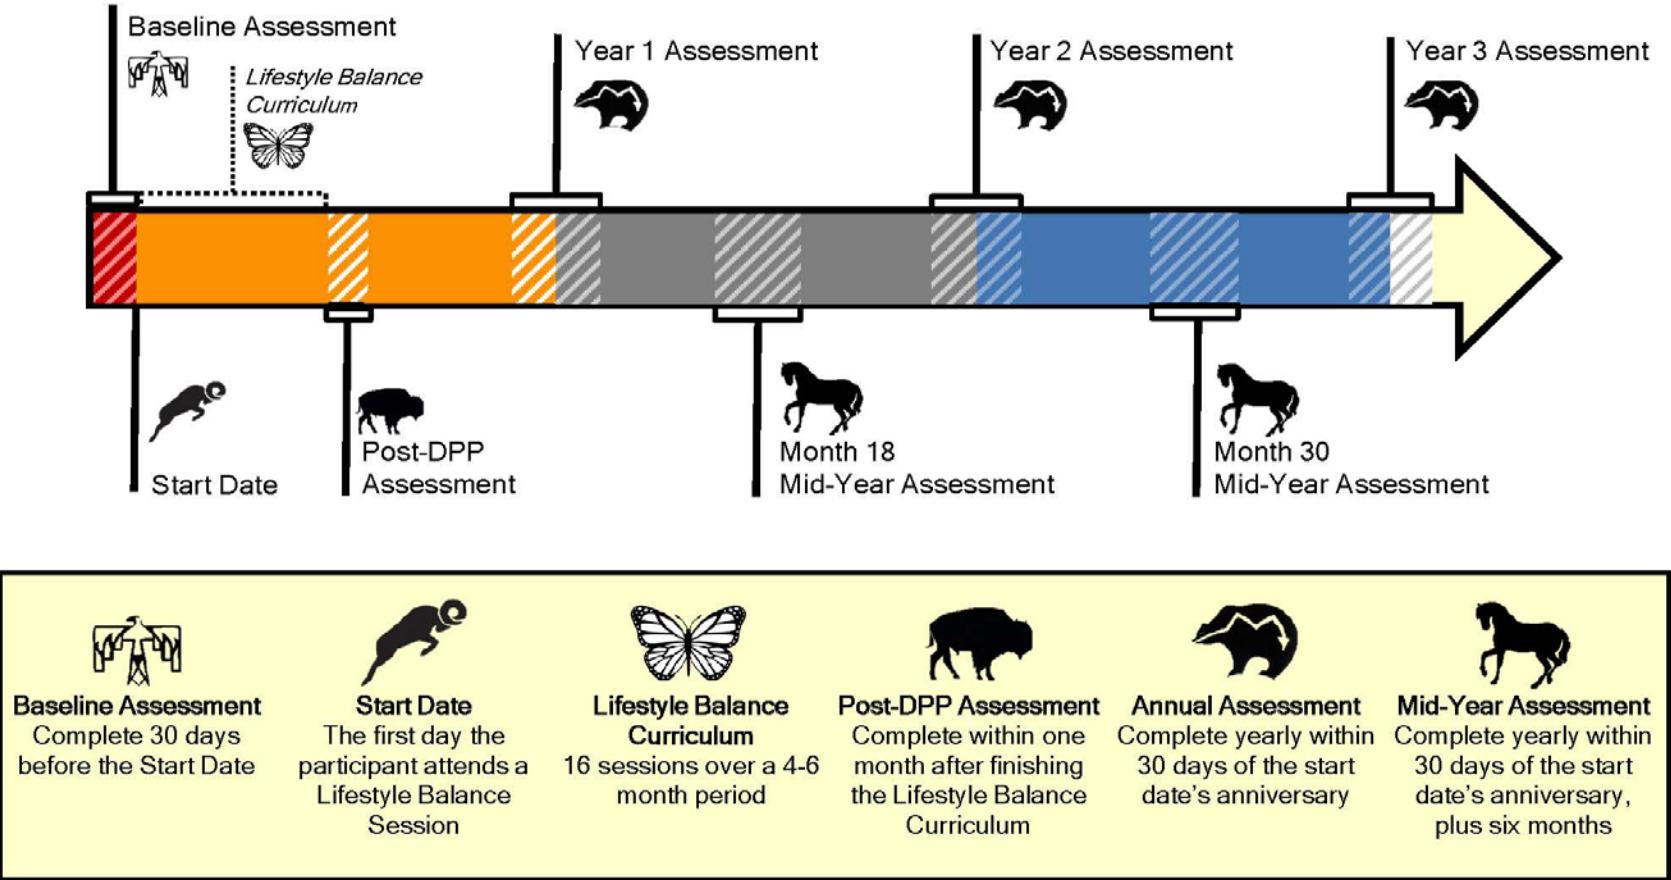 Baseline Assessment
Lifestyle Balance
Curriculum
Year 1 Assessment
Year 2 Assessment
Year 3 Assessment
Start Date
Post-DPP
Assessment
Month 18
Mid-Year Assessment
Month 30
Mid-Year Assessment
Baseline Assessment
Complete 30 days
before the Start Date
Start Date
The first day the
participant attends a
Lifestyle Balance
Session
Lifestyle Balance
Curriculum
16 sessions over a 4-6
month period
Post-DPP Assessment
Complete within one
month after finishing
the Lifestyle Balance
Curriculum
Annual Assessment
Complete yearly within
30 days of the start
date's anniversary
Mid-Year Assessment
Complete yearly within
30 days of the start
date's anniversary,
plus six months